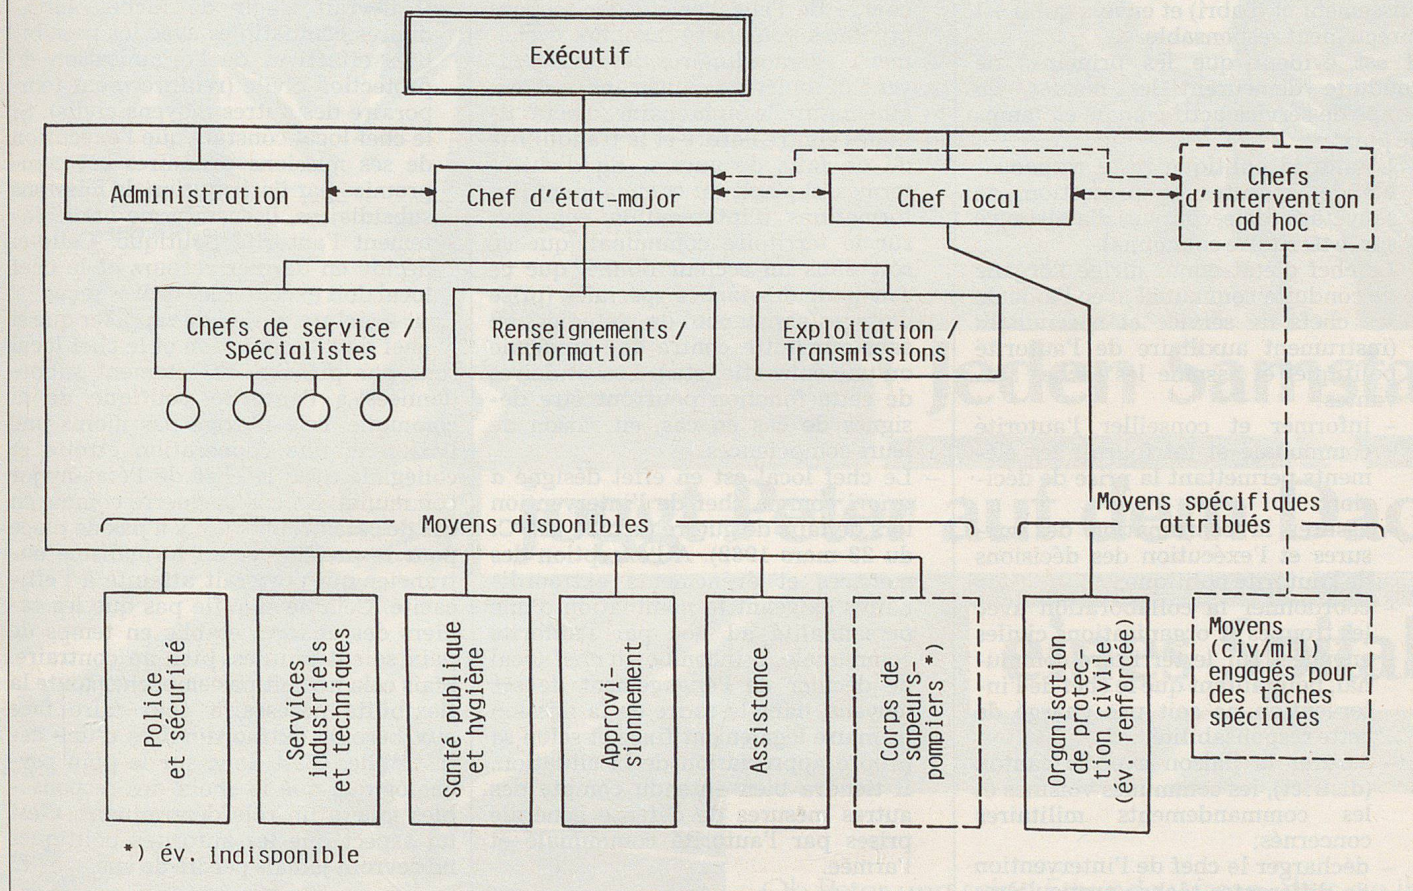 Exécutif
Administration
Chef d'état-major
Chef local
Chefs
d'intervention
ad hoc
Chefs de service/
Spécialistes
Renseignements/
Information
Exploitation/
Transmissions
Moyens disponibles
Moyens spécifiques
attribués
Police
et sécurité
Services
industriels
et techniques
Santé publique
et hygiène
Approvi-
sionnement
Assistance
Corps de
sapeurs-
pompiers *)
Organisation
de protec-
tion civile
(év. renforcée)
Moyens
(Civ/mil)
engagés pour
des tâches
spéciales
*) év. indisponible